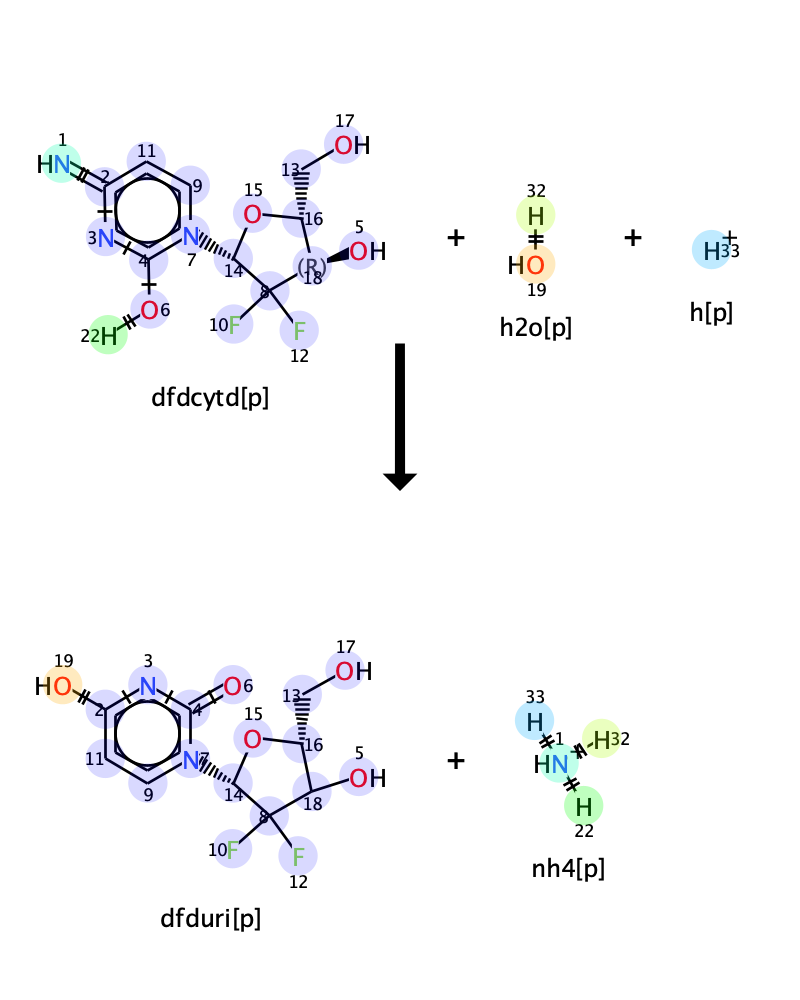 1
17
HN
11
OH
2
13
9
15
32
O
H
5
16
3
N
N
OH
+
+
H
+
4
7
14
(R)
HO
33
18
8
19
O
6
10
F
F
h2o[p]
h[p]
22
H
12
dfdcytd[p]
17
19
3
OH
HO
N
O
6
13
33
2
4
15
H
O
1
H
32
16
11
N
7
5
+
HN
OH
9
14
18
H
8
22
10
F
F
nh4[p]
12
dfduri[p]